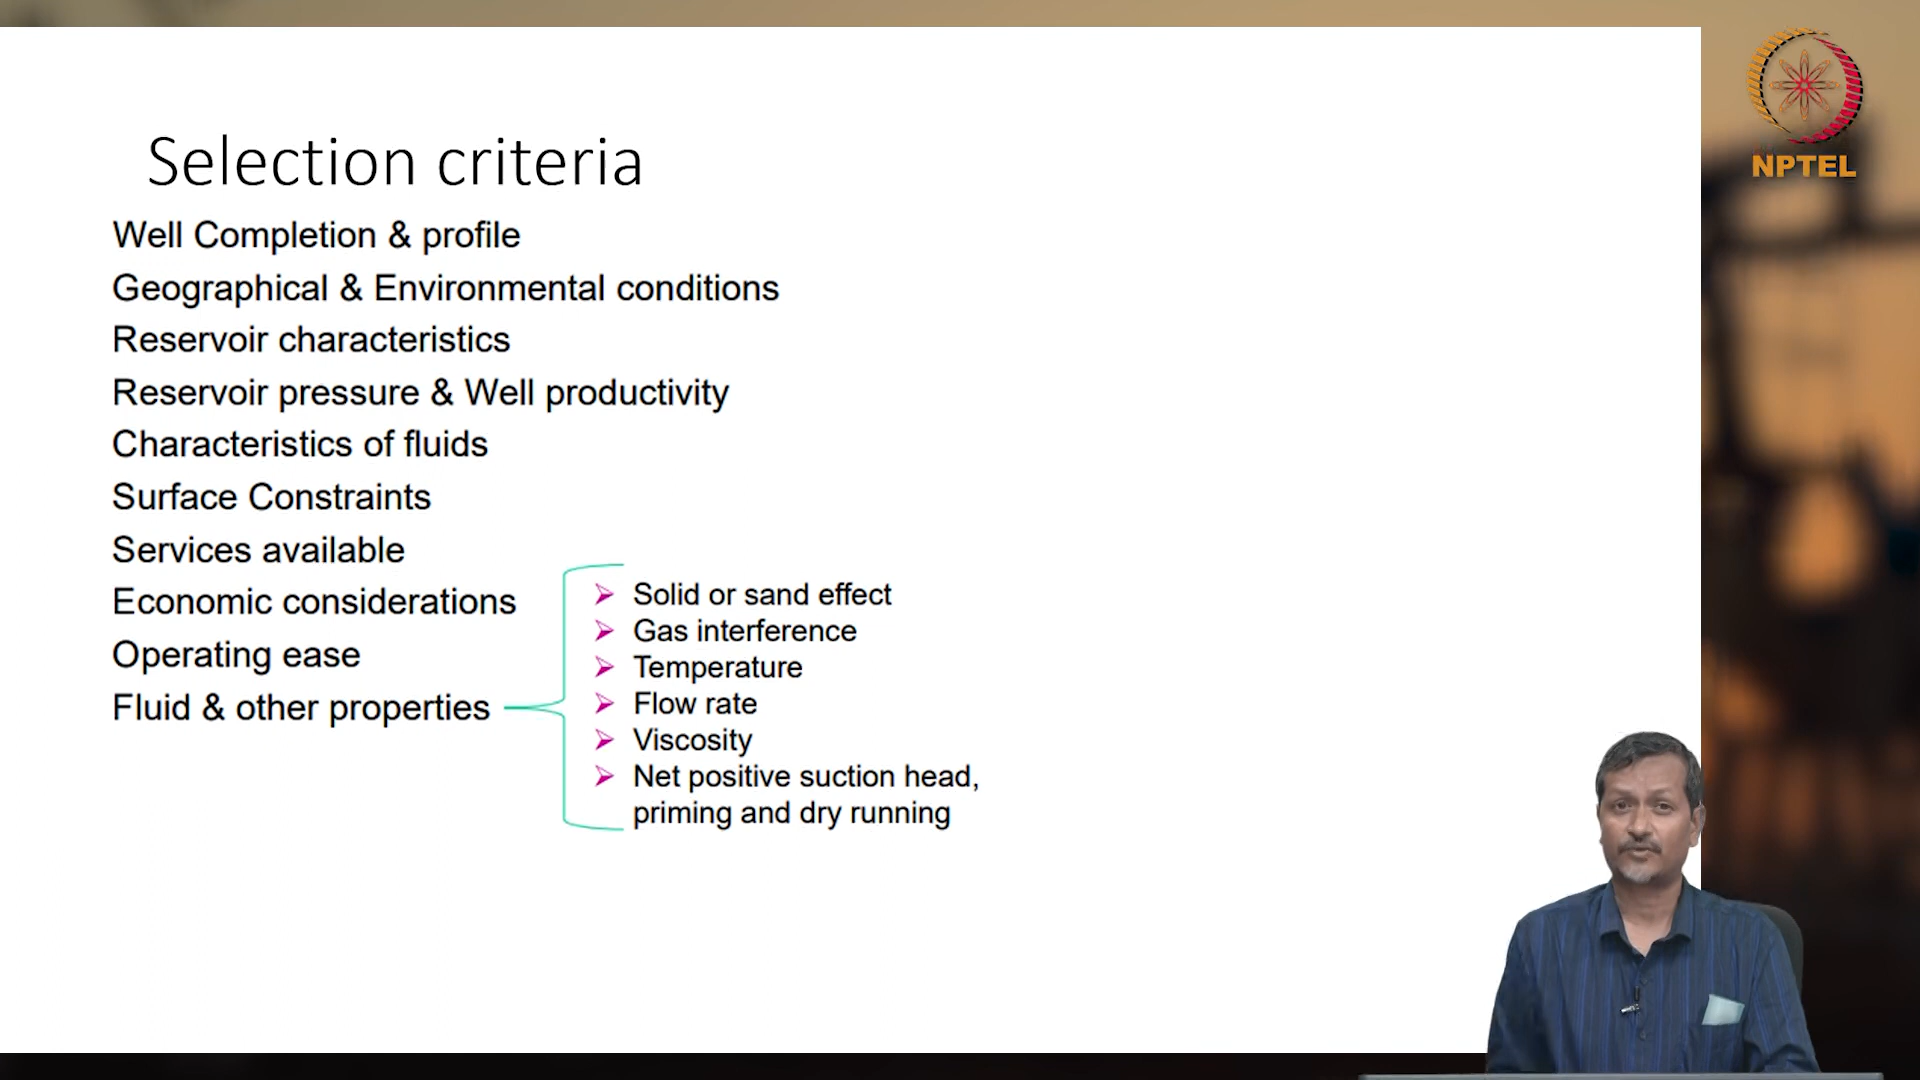 NPTEL
Selection criteria
Well Completion & profile
Geographical & Environmental conditions
Reservoir characteristics
Reservoir pressure & Well productivity
Characteristics of fluids
Surface Constraints
Services available
Economic considerations
Operating ease
Fluid & other properties
Solid or sand effect
Gas interference
Temperature
Flow rate
Viscosity
Net positive suction head,
priming and dry running